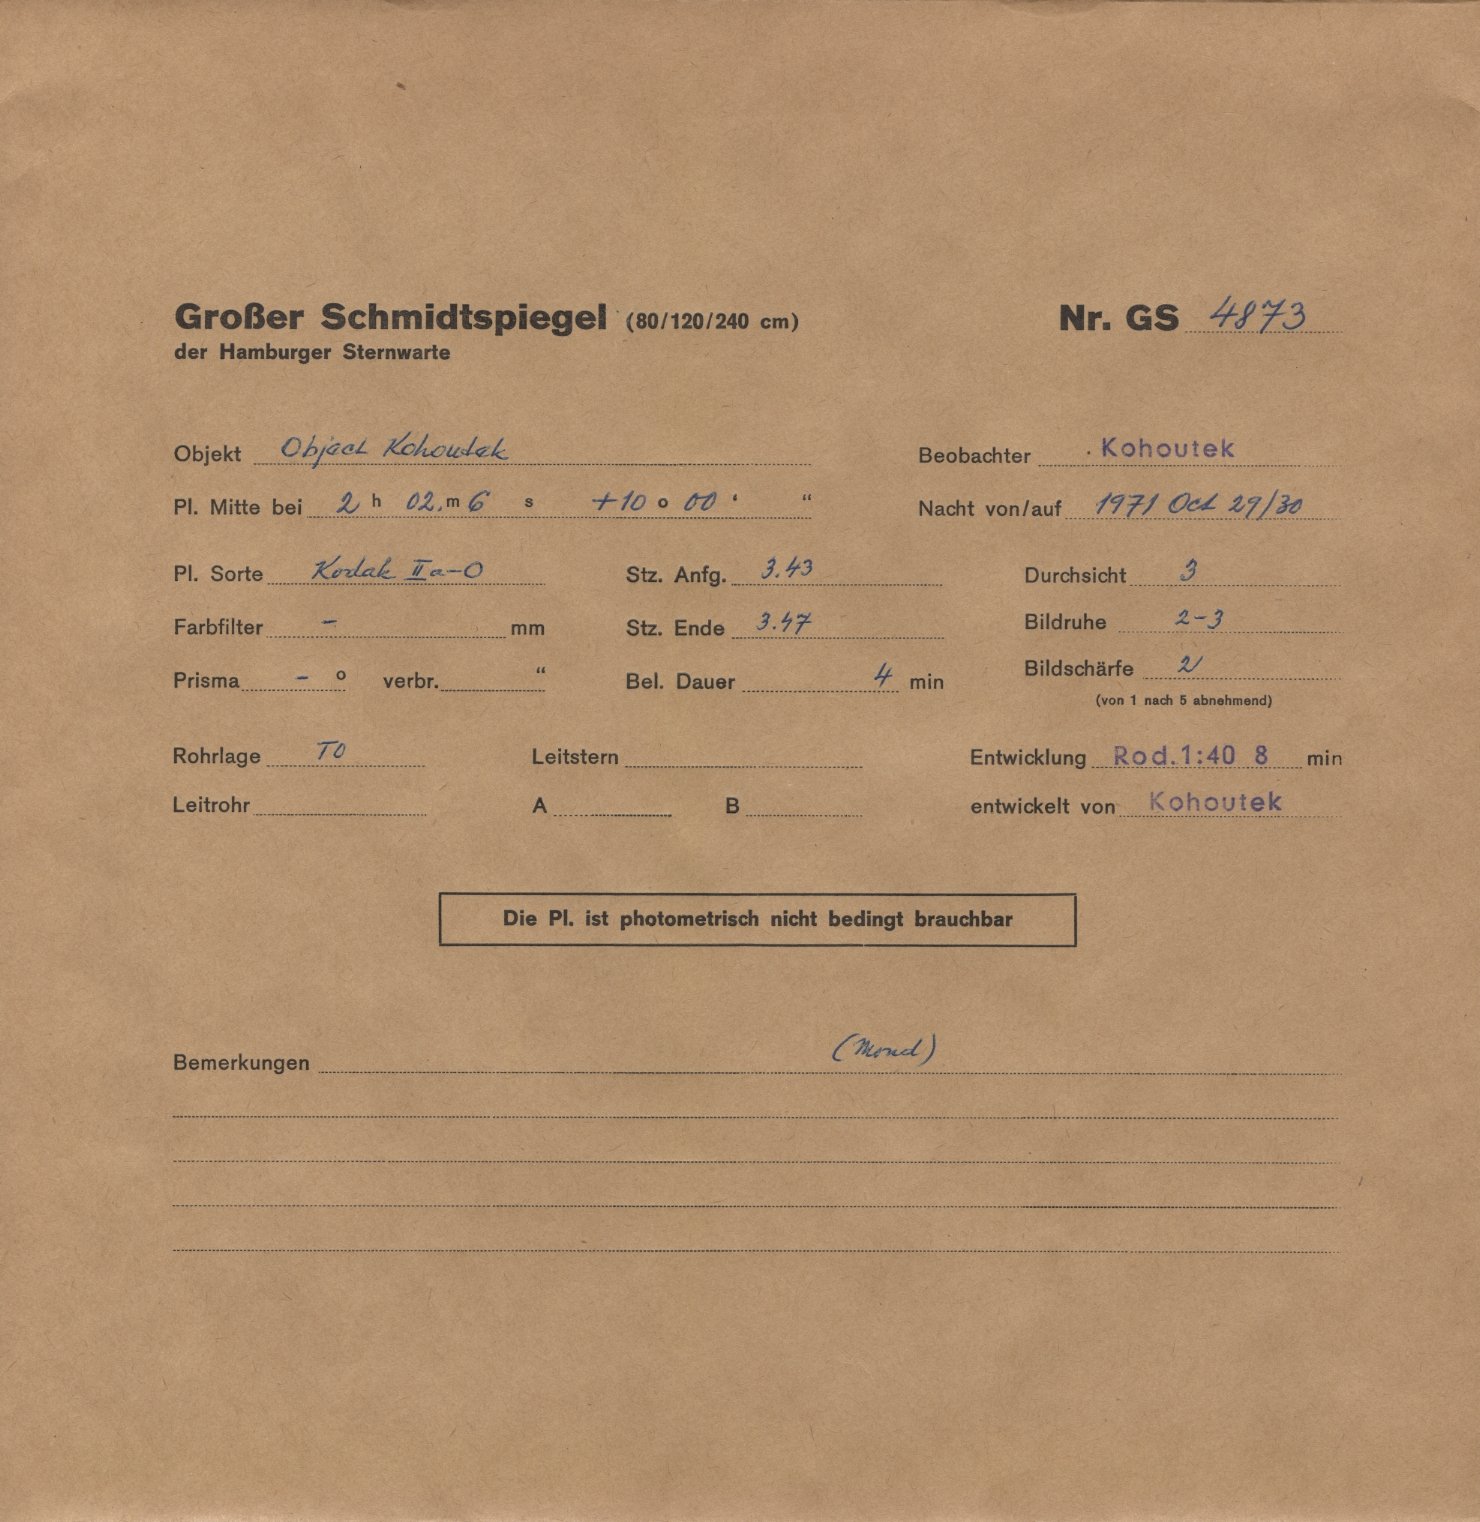 Großer Schmidtspiegel (80/120/240 cm) Nr. GS 4873
der Hamburger Sternwarte
Objekt Object Kohoutek Beobachter Kohoutek
Pl. Mitte bei 2 h 02. m 6 s +10 o 00 ‘ “ Nacht von/auf 1971 Oct 29/30
Pl. Sorte Kodak IIa-O Stz. Anfg. 3.43 Durchsicht 3
Farbfilter - mm Stz. Ende 3.47 Bildruhe 2-3
Prisma - o verbr. “ Bel. Dauer 4 min Bildschärfe 2
(von 1 nach 5 abnehmend)
Rohrlage TO Leitstern Entwicklung Rod.1:40 8 min
Leitrohr A B entwickelt von Kohoutek
Die Pl. ist photometrisch nicht bedingt brauchbar
Bemerkungen (Mond)